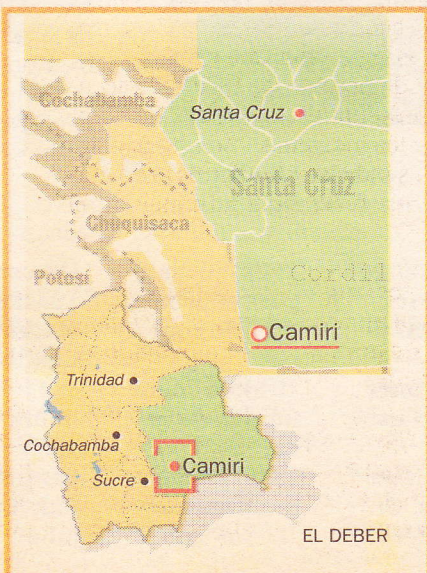 Cochabamba
Santa Cruz
Santa Cruz
Chuquisaca
Potosí
Cordil
Camiri
Trinidad
Cochabamba
Camiri
Sucre
EL DEBER